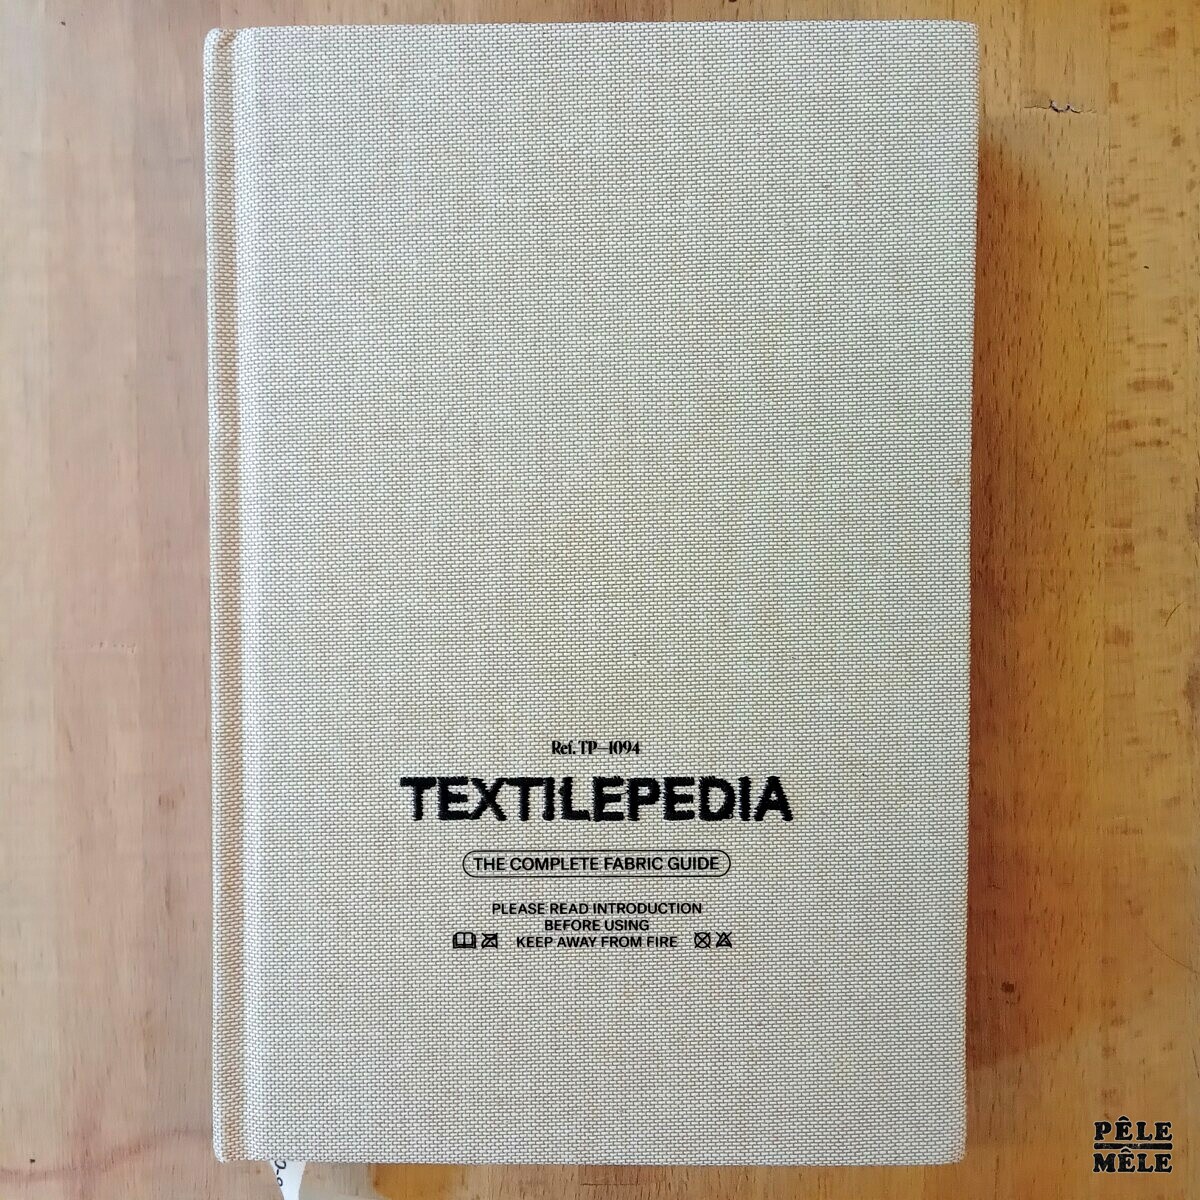 Ref. TP-1094
TEXTILEPEDIA
THE COMPLETE FABRIC GUIDE
PLEASE READ INTRODUCTION
BEFORE USING
KEEP AWAY FROM FIRE
PÊLE
MÊLE